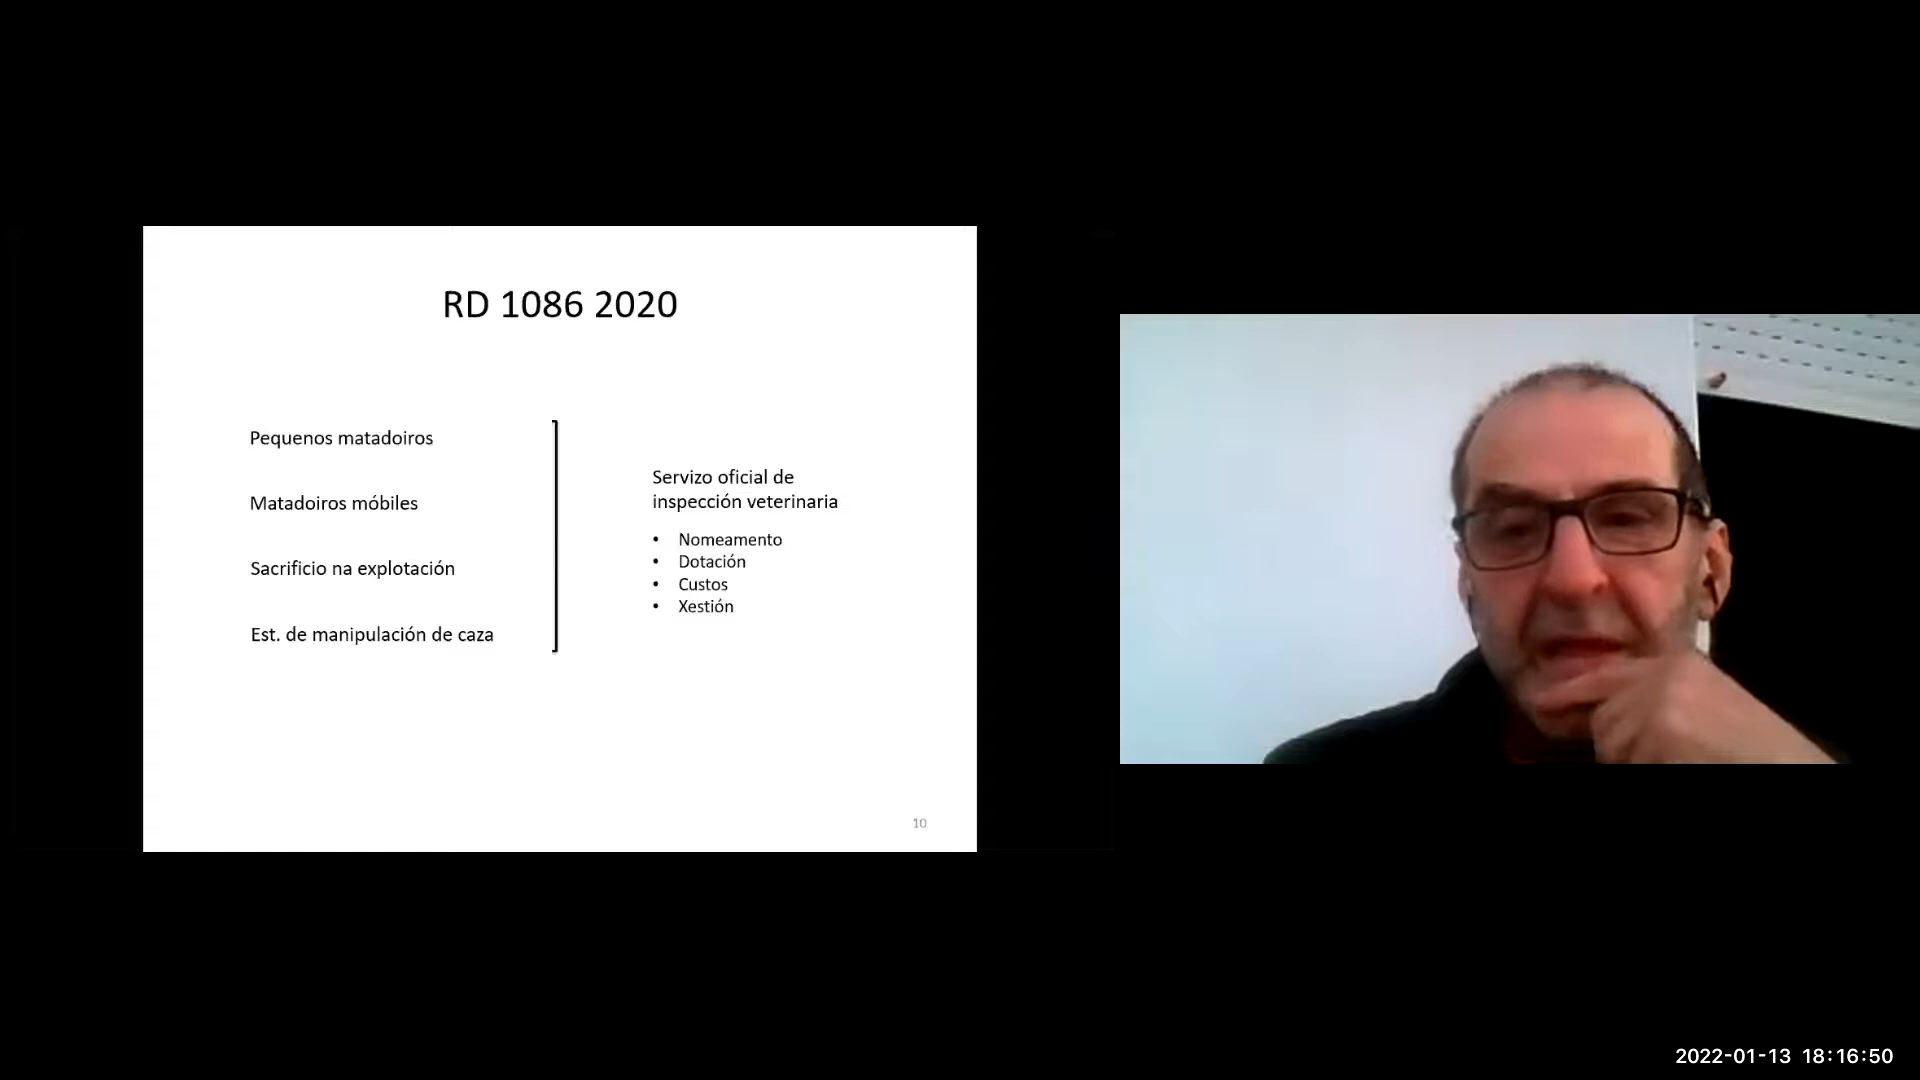 RD 1086 2020
Pequenos matadoiros
Matadoiros móbiles
Sacrificio na explotación
Est. de manipulación de caza
Servizo oficial de
inspección veterinaria
• Nomeamento
• Dotación
• Custos
• Xestión
10
2022-01-13 18:16:50